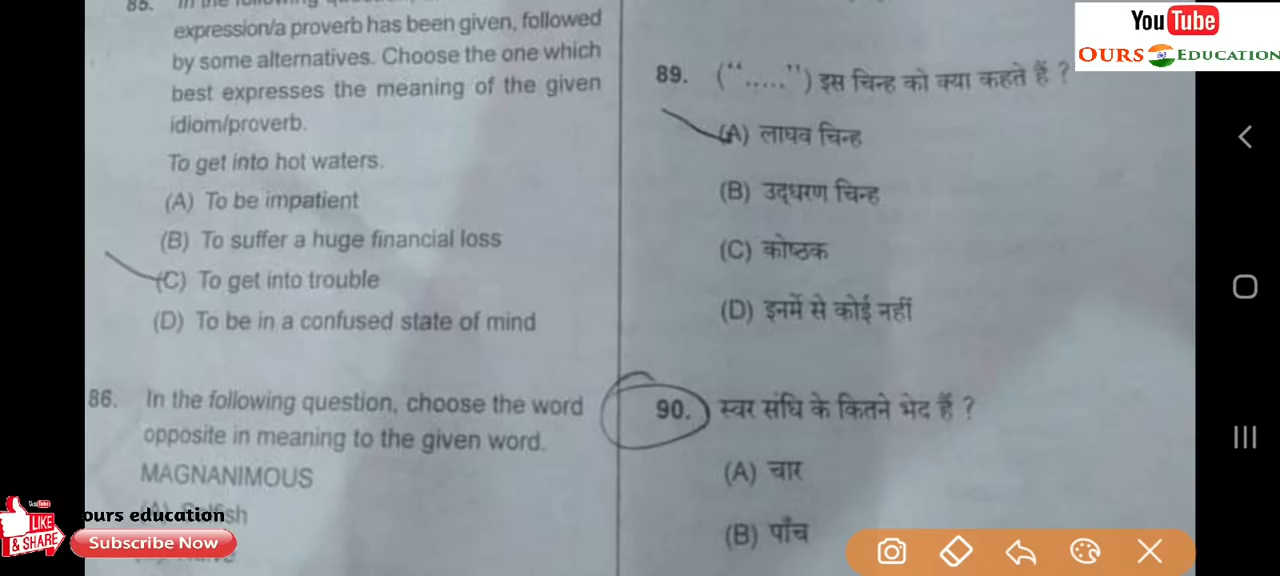 85.
expression/a proverb has been given, followed
by some alternatives. Choose the one which
best expresses the meaning of the given
idiom/proverb.
To get into hot waters.
(A) To be impatient
(B) To suffer a huge financial loss
(C) To get into trouble
(D) To be in a confused state of mind
86. In the following question, choose the word
opposite in meaning to the given word.
MAGNANIMOUS
89. (“.....”) इस चिन्ह को क्या कहते हैं ?
(A) लाघव चिन्ह
(B) उद्धरण चिन्ह
(C) कोष्ठक
(D) इनमें से कोई नहीं
90. स्वर संधि के कितने भेद हैं ?
(A) चार
(B) पाँच
YouTube
OURS EDUCATION
LIKE
& SHARE
ours education
Subscribe Now